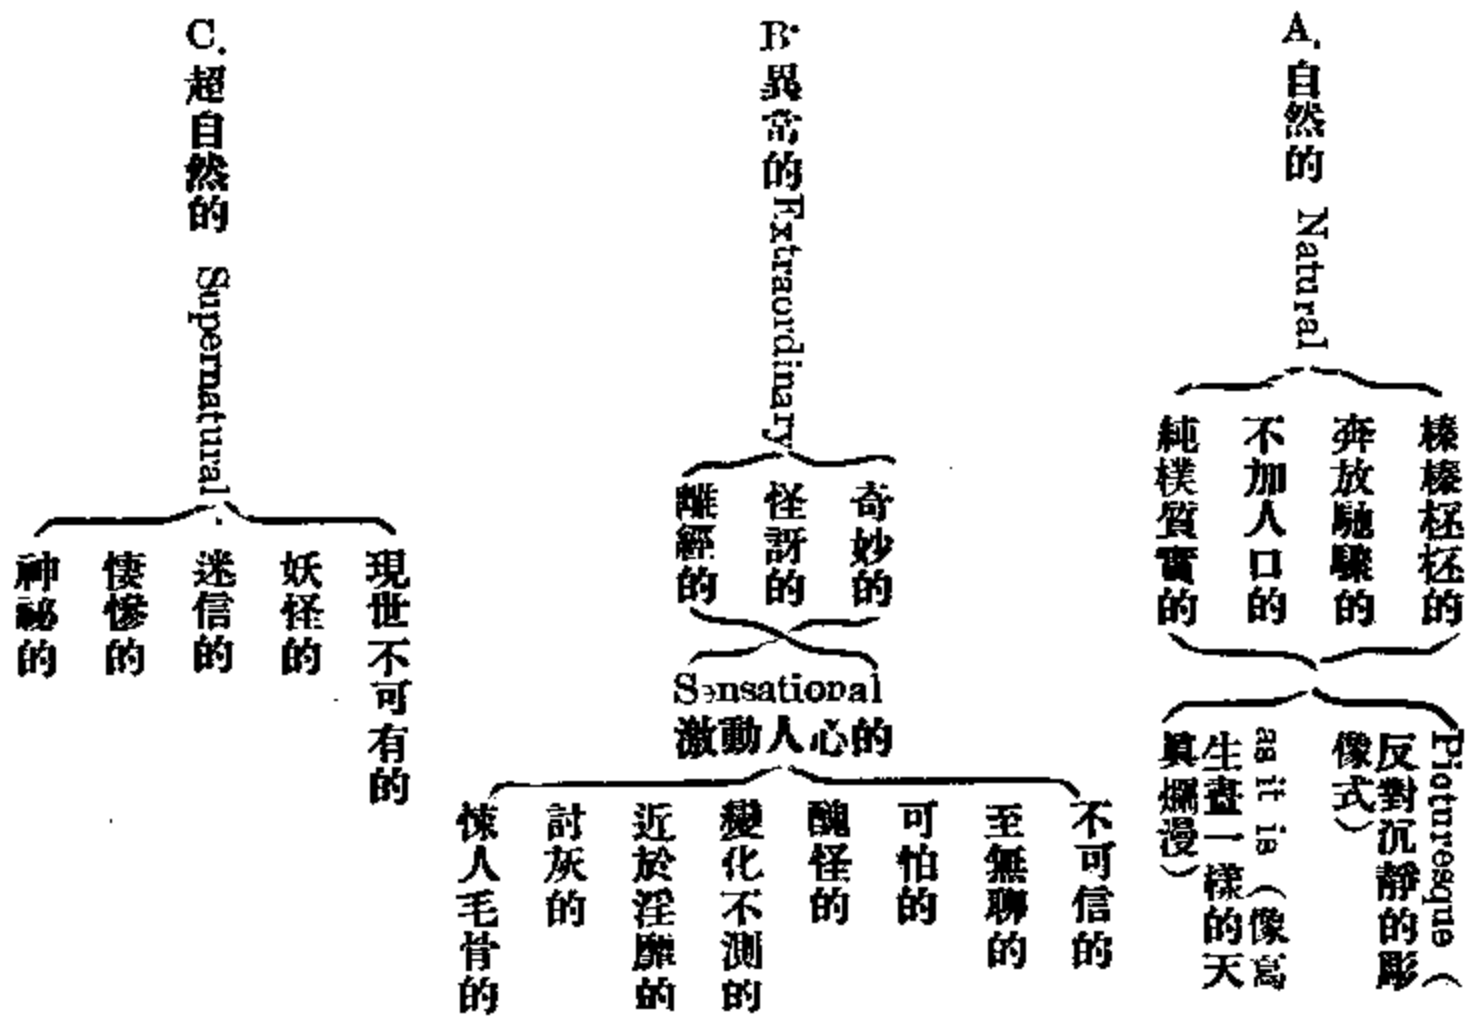 A. 自然的 Natural
榛榛柸柸的
奔放馳驟的
不加人口的
純樸質實的
Picturesque (
反對沉靜的彫
像式)
as it is (像寫
生畫一樣的天
眞爛漫)
B. 異常的 Extraordinary
奇妙的
怪訝的
離經的
Sensational
激動人心的
不可信的
至無聊的
可怕的
醜怪的
變化不測的
近於淫靡的
討灰的
悚人毛骨的
C. 超自然的 Supernatural.
現世不可有的
妖怪的
迷信的
悽慘的
神祕的